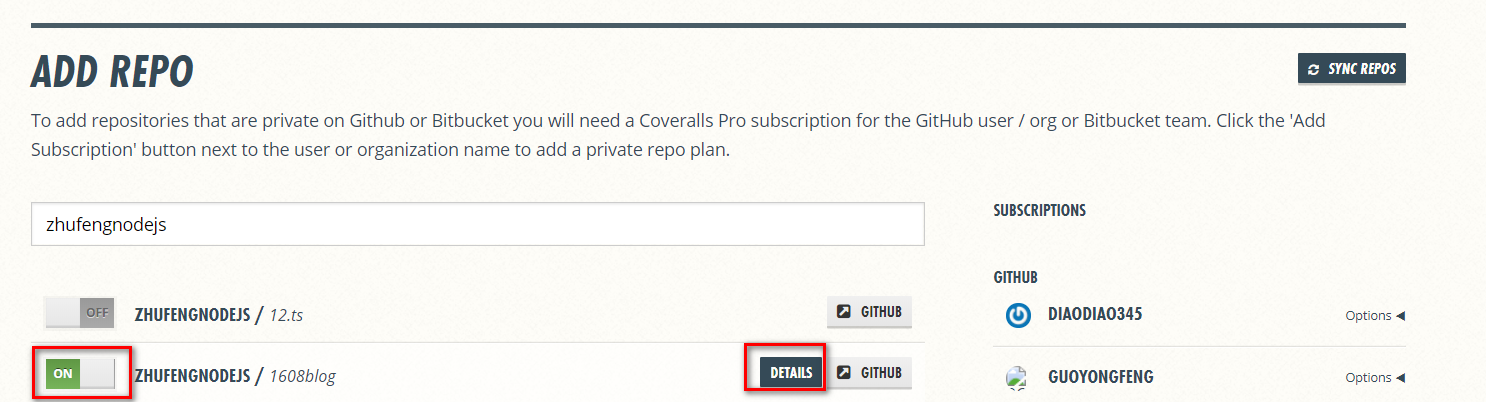 ADD REPO
SYNC REPOS
To add repositories that are private on Github or Bitbucket you will need a Coveralls Pro subscription for the GitHub user / org or Bitbucket team. Click the 'Add
Subscription' button next to the user or organization name to add a private repo plan.
zhufengnodejs
SUBSCRIPTIONS
GITHUB
OFF ZHUFENGNODEJS / 12.ts GITHUB
DIAODIAO345 Options
ON ZHUFENGNODEJS / 1608blog DETAILS GITHUB
GUOYONGFENG Options